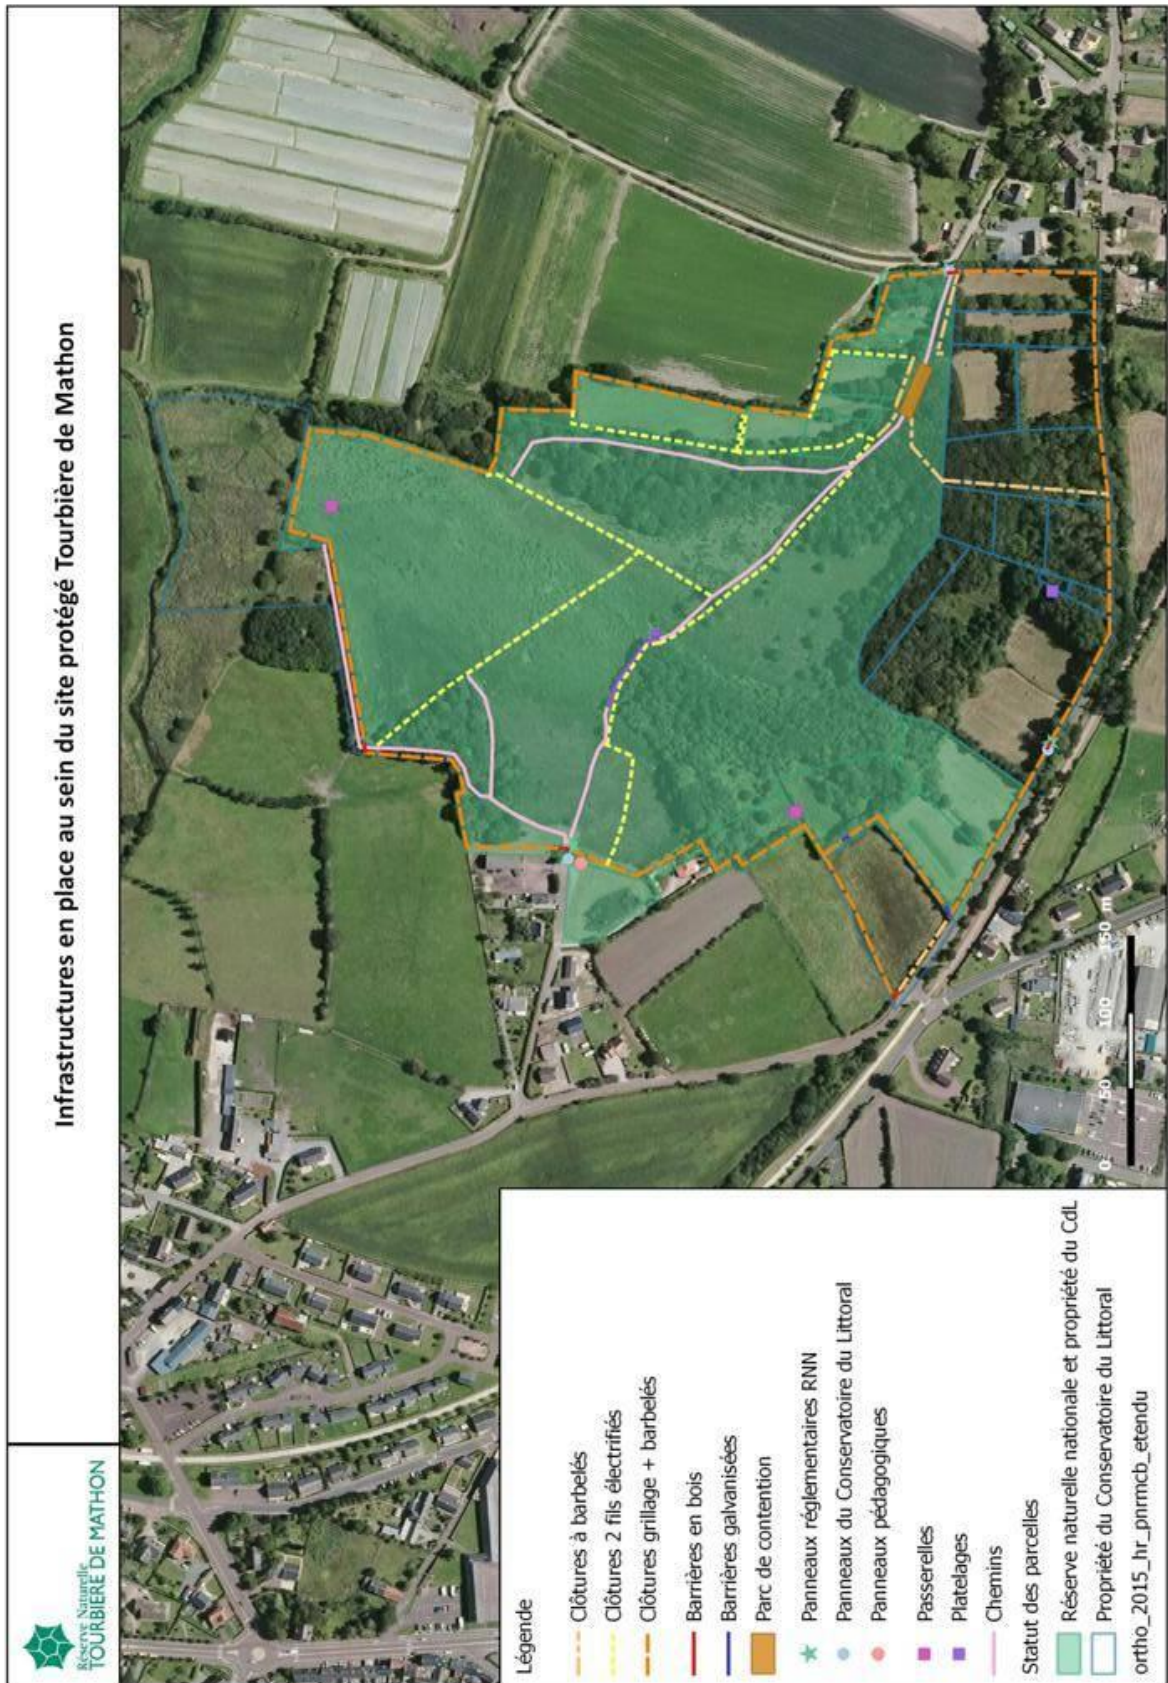 Réserve Naturelle
TOURBIÈRE DE MATHON
Infrastructures en place au sein du site protégé Tourbière de Mathon
Légende
Clôtures à barbelés
Clôtures 2 fils électrifiés
Clôtures grillage + barbelés
Barrières en bois
Barrières galvanisées
Parc de contention
Panneaux réglementaires RNN
Panneaux du Conservatoire du Littoral
Panneaux pédagogiques
Passerelles
Platelages
Chemins
Statut des parcelles
Réserve naturelle nationale et propriété du CdL
Propriété du Conservatoire du Littoral
ortho_2015_hr_pnrmcb_etendu
0 50 100 150 m